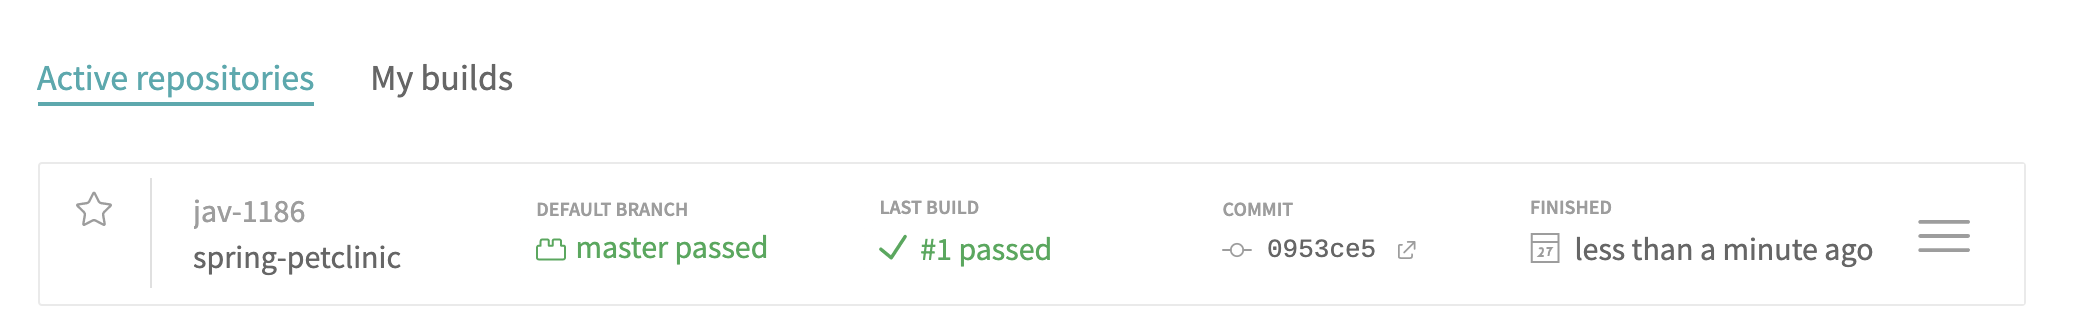 Active repositories My builds
jav-1186
spring-petclinic
DEFAULT BRANCH
master passed
LAST BUILD
#1 passed
COMMIT
0953ce5
FINISHED
27
less than a minute ago